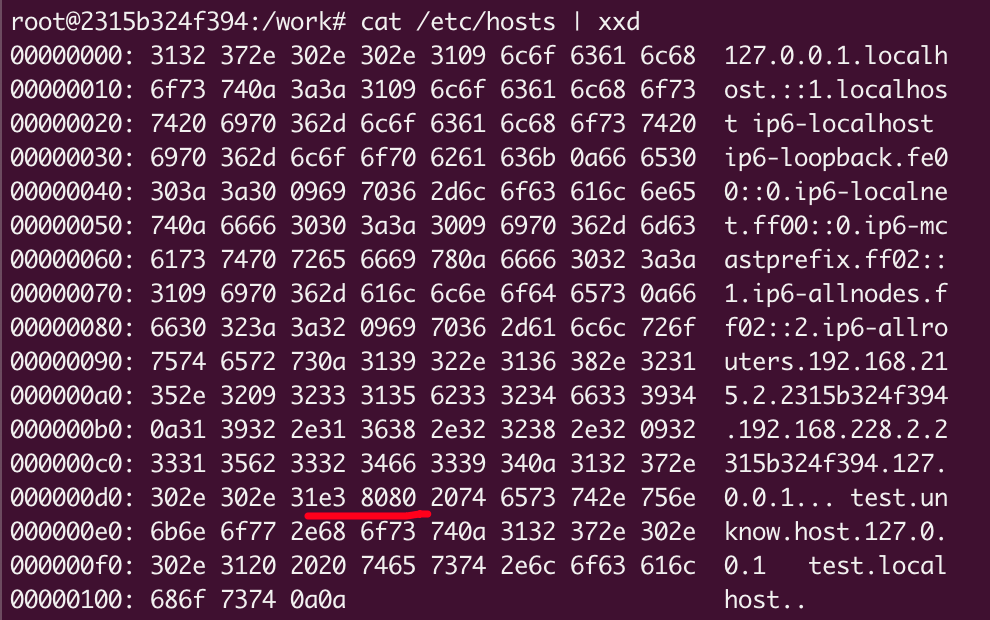 root@2315b324f394:/work# cat /etc/hosts | xxd
00000000: 3132 372e 302e 302e 3109 6c6f 6361 6c68  127.0.0.1.localh
00000010: 6f73 740a 3a3a 3109 6c6f 6361 6c68 6f73  ost.::1.localhos
00000020: 7420 6970 362d 6c6f 6361 6c68 6f73 7420  t ip6-localhost
00000030: 6970 362d 6c6f 6f70 6261 636b 0a66 6530  ip6-loopback.fe0
00000040: 303a 3a30 0969 7036 2d6c 6f63 616c 6e65  0::0.ip6-localne
00000050: 740a 6666 3030 3a3a 3009 6970 362d 6d63  t.ff00::0.ip6-mc
00000060: 6173 7470 7265 6669 780a 6666 3032 3a3a  astprefix.ff02::
00000070: 3109 6970 362d 616c 6c6e 6f64 6573 0a66  1.ip6-allnodes.f
00000080: 6630 323a 3a32 0969 7036 2d61 6c6c 726f  f02::2.ip6-allro
00000090: 7574 6572 730a 3139 322e 3136 382e 3231  uters.192.168.21
000000a0: 352e 3209 3233 3135 6233 3234 6633 3934  5.2.2315b324f394
000000b0: 0a31 3932 2e31 3638 2e32 3238 2e32 0932  .192.168.228.2.2
000000c0: 3331 3562 3332 3466 3339 340a 3132 372e  315b324f394.127.
000000d0: 302e 302e 31e3 8080 2074 6573 742e 756e  0.0.1... test.un
000000e0: 6b6e 6f77 2e68 6f73 740a 3132 372e 302e  know.host.127.0.
000000f0: 302e 3120 2020 7465 7374 2e6c 6f63 616c  0.1   test.local
00000100: 686f 7374 0a0a                           host..